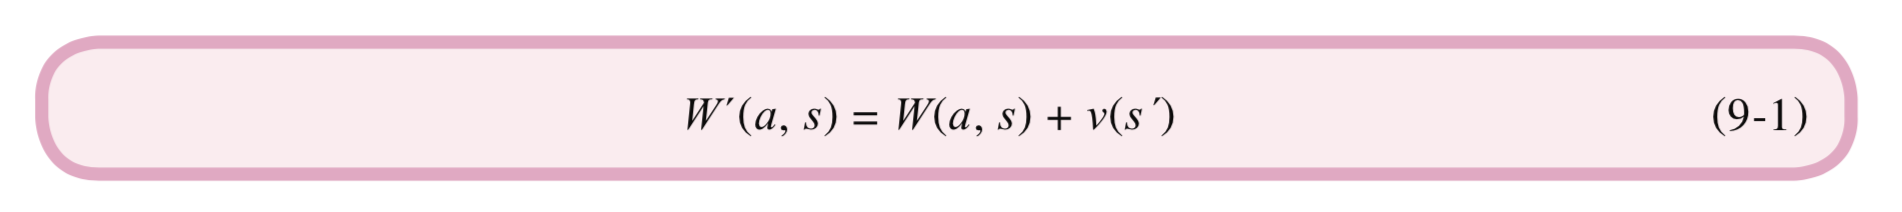 W´(a, s) = W(a, s) + v(s´) (9-1)